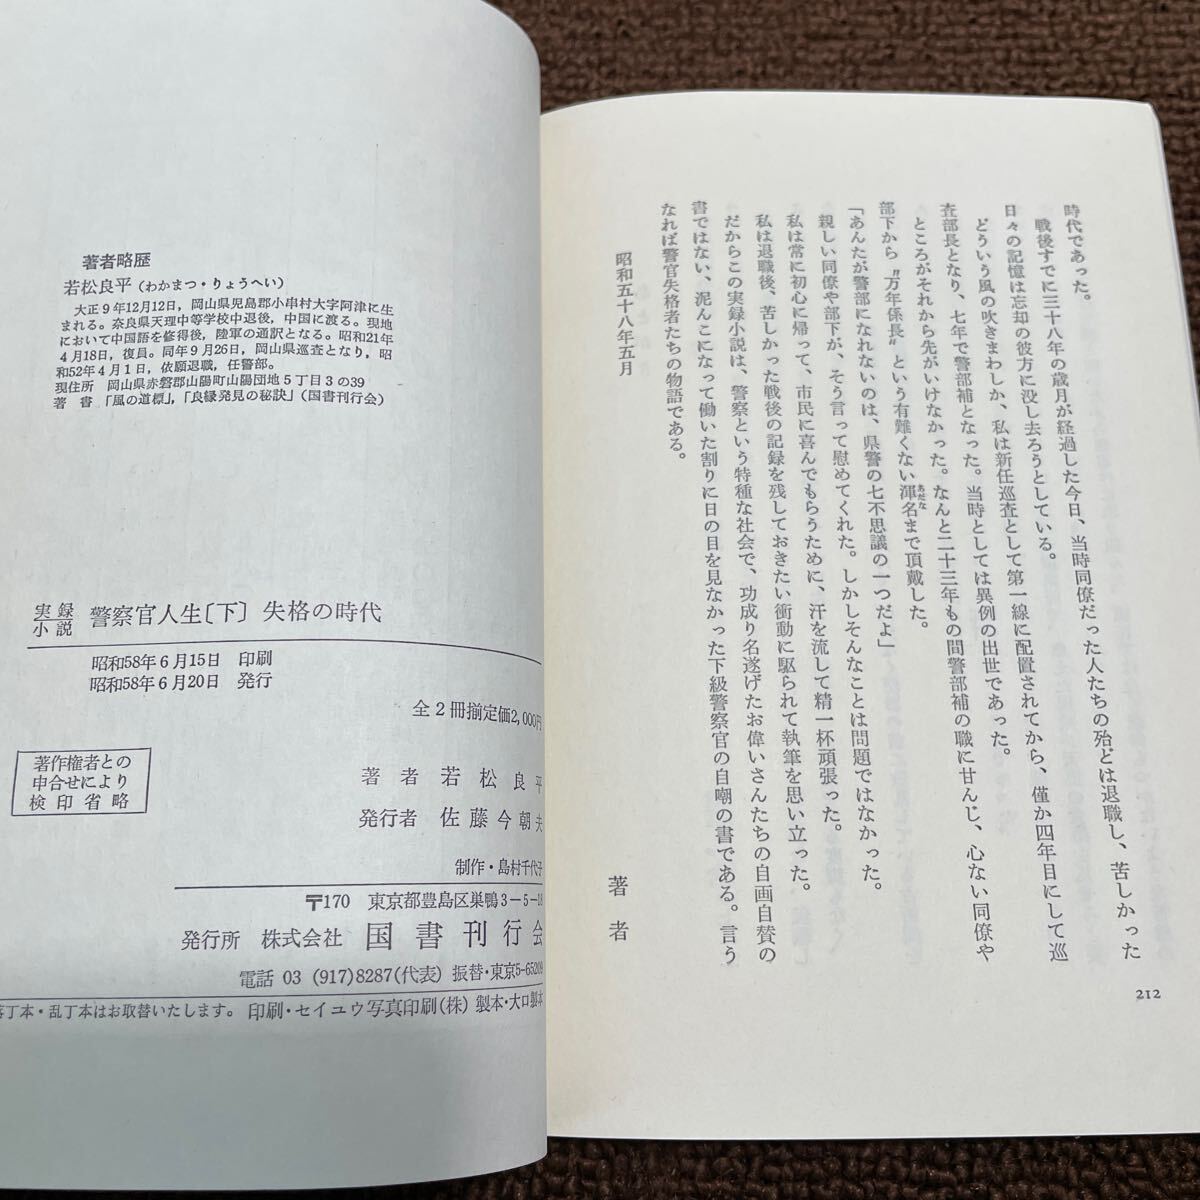 時代であった。
戦後すでに三十八年の歳月が経過した今日、当時同僚だった人たちの殆どは退職し、苦しかった
日々の記憶は忘却の彼方に没し去ろうとしている。
どういう風の吹きまわしか、私は新任巡査として第一線に配置されてから、僅か四年目にして巡
査部長となり、七年で警部補となった。当時としては異例の出世であった。
ところがそれから先がいけなかった。なんと二十三年もの間警部補の職に甘んじ、心ない同僚や
部下から〝万年係長〟という有難くない渾名まで頂戴した。
あだな
「あんたが警部になれないのは、県警の七不思議の一つだよ」
親しい同僚や部下が、そう言って慰めてくれた。しかしそんなことは問題ではなかった。
私は常に初心に帰って、市民に喜んでもらうために、汗を流して精一杯頑張った。
私は退職後、苦しかった戦後の記録を残しておきたい衝動に駆られて執筆を思い立った。
だからこの実録小説は、警察という特種な社会で、功成り名遂げたお偉いさんたちの自画自賛の
書ではない、泥んこになって働いた割りに日の目を見なかった下級警察官の自嘲の書である。言う
なれば警官失格者たちの物語である。
昭和五十八年五月
著者
212
著者略歴
若松良平(わかまつ・りょうへい)
大正9年12月12日，岡山県児島郡小串村大字阿津に生
まれる。奈良県天理中等学校中退後，中国に渡る。現地
において中国語を修得後，陸軍の通訳となる。昭和21年
4月18日，復員。同年9月26日，岡山県巡査となり，昭
和52年4月1日，依願退職，任警部。
現住所 岡山県赤磐郡山陽町山陽団地5丁目3の39
著書「風の道標」，「良縁発見の秘訣」(国書刊行会)
実録
小説 警察官人生〔下〕失格の時代
昭和58年6月15日 印刷
昭和58年6月20日 発行
全2冊揃定価2,000円
著作権者との
申合せにより
検印省略
著者 若松良平
発行者 佐藤今朝夫
制作・島村千代子
〒170 東京都豊島区巣鴨3－5－18
発行所 株式会社 国書刊行会
電話 03 (917)8287(代表) 振替・東京5-65209
落丁本・乱丁本はお取替いたします。 印刷・セイユウ写真印刷(株) 製本・大口製本